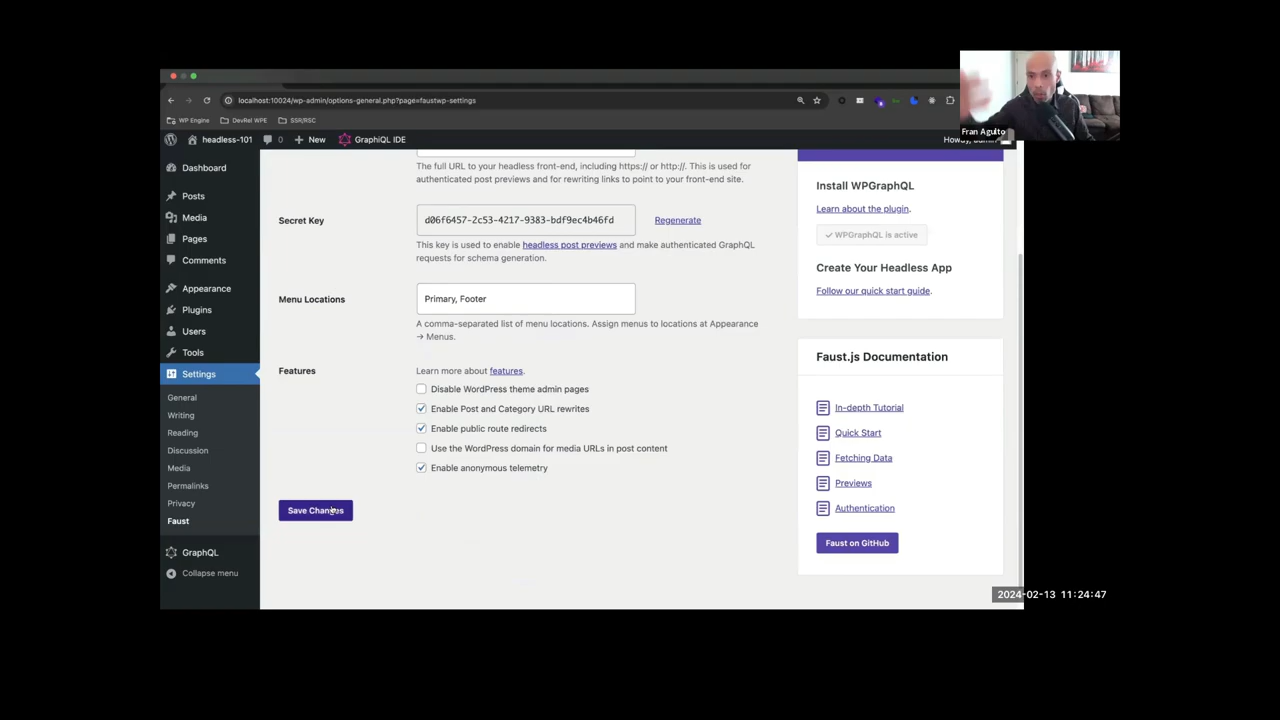 localhost:10024/wp-admin/options-general.php?page=faustwp-settings
WP Engine
DevRel WPE
SSR/RSC
Fran Agulto
headless-101
0
New
GraphiQL IDE
Howdy, admin
Dashboard
Posts
Media
Pages
Comments
Appearance
Plugins
Users
Tools
Settings
General
Writing
Reading
Discussion
Media
Permalinks
Privacy
Faust
GraphQL
Collapse menu
The full URL to your headless front-end, including https:// or http://. This is used for
authenticated post previews and for rewriting links to point to your front-end site.
Secret Key
d06f6457-2c53-4217-9383-bdf9ec4b46fd
Regenerate
This key is used to enable headless post previews and make authenticated GraphQL
requests for schema generation.
Menu Locations
Primary, Footer
A comma-separated list of menu locations. Assign menus to locations at Appearance
→ Menus.
Features
Learn more about features.
Disable WordPress theme admin pages
Enable Post and Category URL rewrites
Enable public route redirects
Use the WordPress domain for media URLs in post content
Enable anonymous telemetry
Save Changes
Install WPGraphQL
Learn about the plugin.
WPGraphQL is active
Create Your Headless App
Follow our quick start guide.
Faust.js Documentation
In-depth Tutorial
Quick Start
Fetching Data
Previews
Authentication
Faust on GitHub
2024-02-13 11:24:47